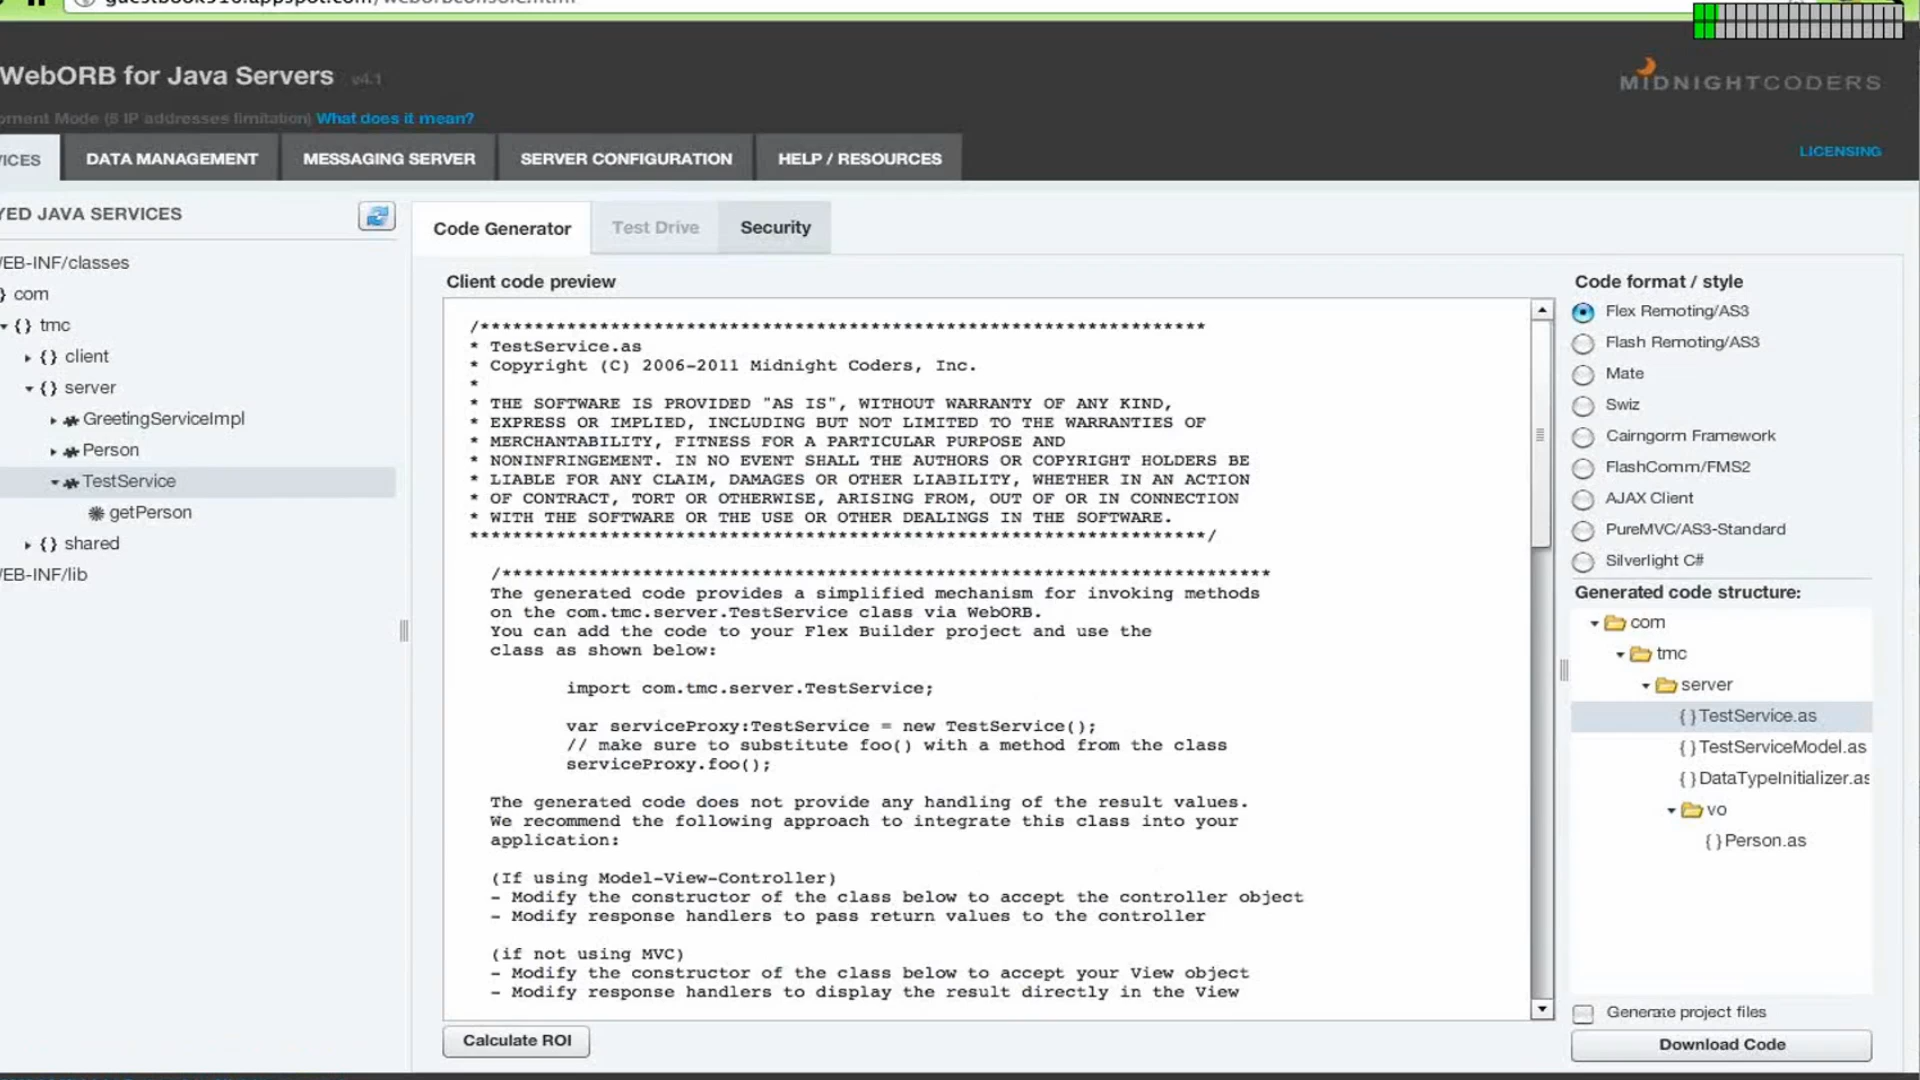 WebORB for Java Servers v4.1
MIDNIGHTCODERS
ment Mode (5 IP addresses limitation) What does it mean?
ICES
DATA MANAGEMENT
MESSAGING SERVER
SERVER CONFIGURATION
HELP / RESOURCES
LICENSING
YED JAVA SERVICES
EB-INF/classes
com
{} tmc
{} client
{} server
GreetingServiceImpl
Person
TestService
getPerson
{} shared
EB-INF/lib
Code Generator
Test Drive
Security
Client code preview
/********************************************************************
* TestService.as
* Copyright (C) 2006-2011 Midnight Coders, Inc.
*
* THE SOFTWARE IS PROVIDED "AS IS", WITHOUT WARRANTY OF ANY KIND,
* EXPRESS OR IMPLIED, INCLUDING BUT NOT LIMITED TO THE WARRANTIES OF
* MERCHANTABILITY, FITNESS FOR A PARTICULAR PURPOSE AND
* NONINFRINGEMENT. IN NO EVENT SHALL THE AUTHORS OR COPYRIGHT HOLDERS BE
* LIABLE FOR ANY CLAIM, DAMAGES OR OTHER LIABILITY, WHETHER IN AN ACTION
* OF CONTRACT, TORT OR OTHERWISE, ARISING FROM, OUT OF OR IN CONNECTION
* WITH THE SOFTWARE OR THE USE OR OTHER DEALINGS IN THE SOFTWARE.
********************************************************************/
/***********************************************************************
The generated code provides a simplified mechanism for invoking methods
on the com.tmc.server.TestService class via WebORB.
You can add the code to your Flex Builder project and use the
class as shown below:
import com.tmc.server.TestService;
var serviceProxy:TestService = new TestService();
// make sure to substitute foo() with a method from the class
serviceProxy.foo();
The generated code does not provide any handling of the result values.
We recommend the following approach to integrate this class into your
application:
(If using Model-View-Controller)
- Modify the constructor of the class below to accept the controller object
- Modify response handlers to pass return values to the controller
(if not using MVC)
- Modify the constructor of the class below to accept your View object
- Modify response handlers to display the result directly in the View
Calculate ROI
Code format / style
Flex Remoting/AS3
Flash Remoting/AS3
Mate
Swiz
Cairngorm Framework
FlashComm/FMS2
AJAX Client
PureMVC/AS3-Standard
Silverlight C#
Generated code structure:
com
tmc
server
{ } TestService.as
{ } TestServiceModel.as
{ } DataTypeInitializer.as
vo
{ } Person.as
Generate project files
Download Code